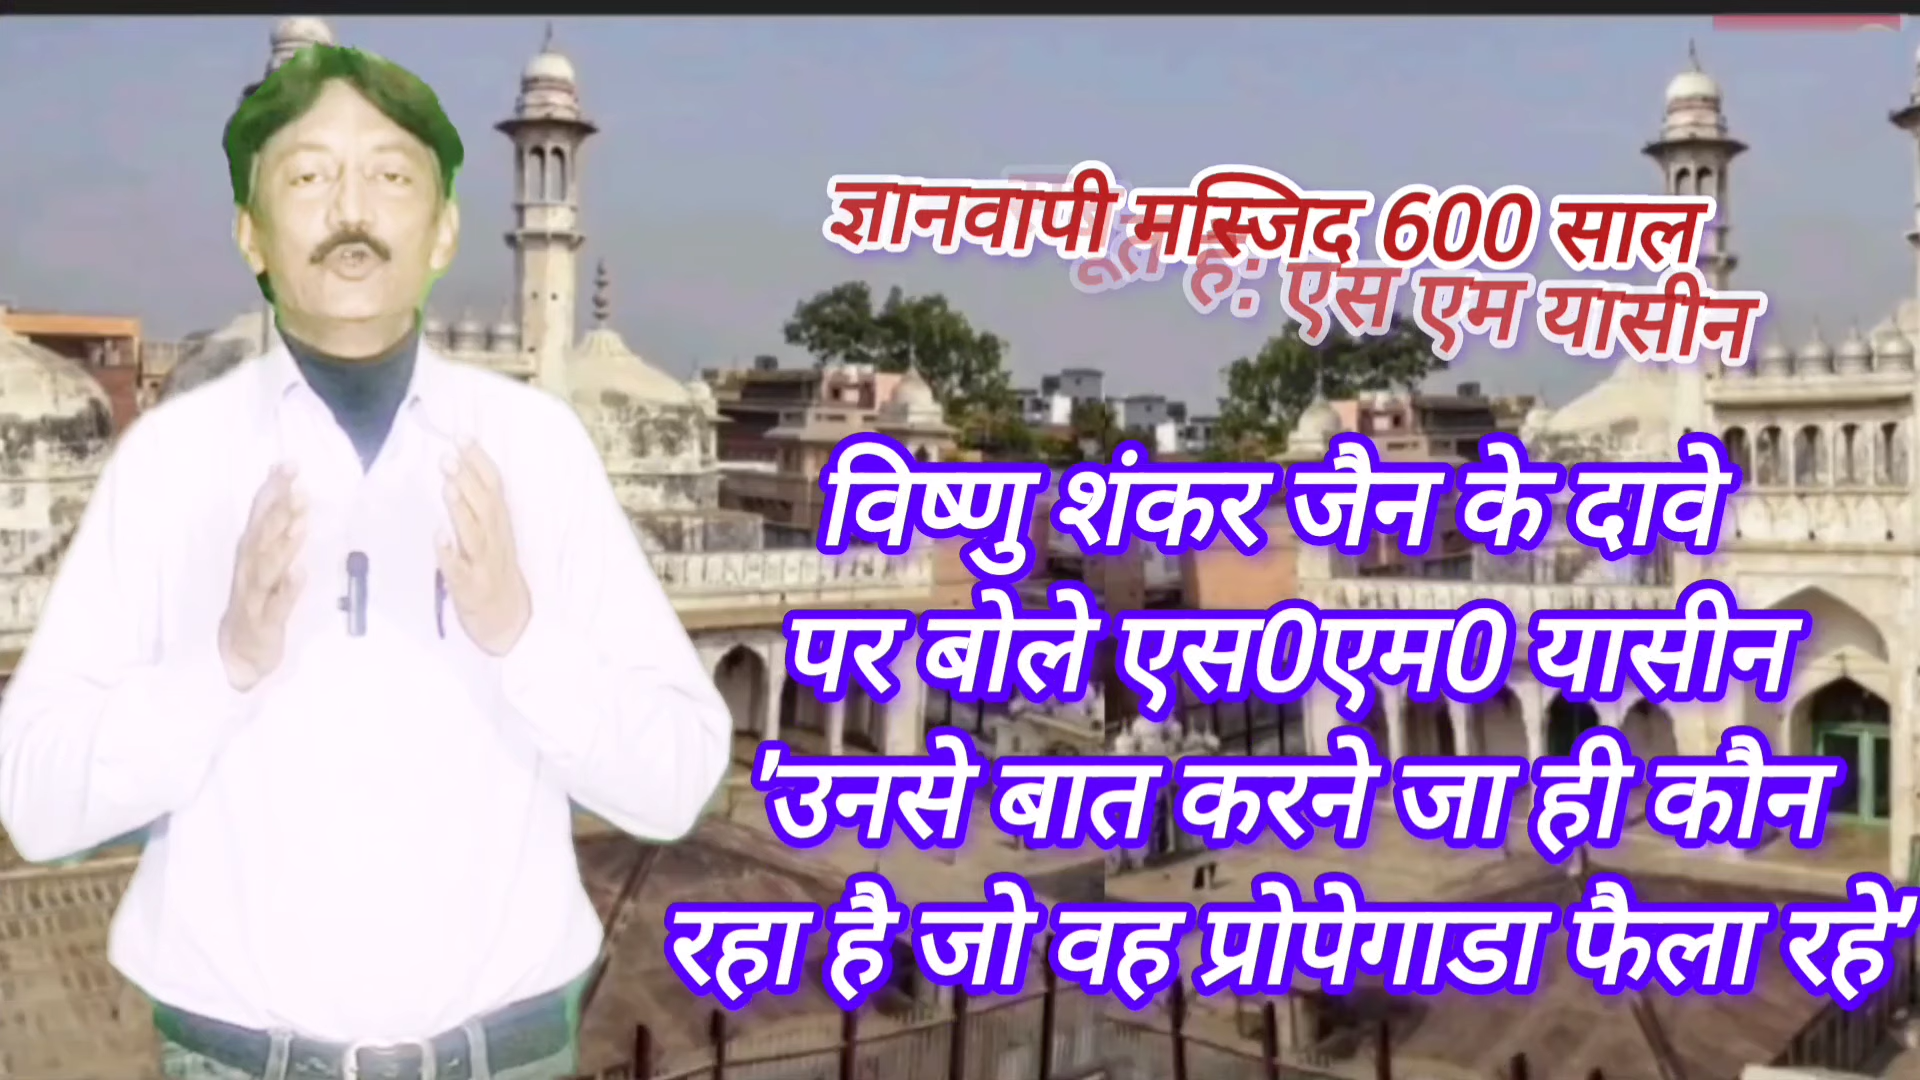 ज्ञानवापी मस्जिद 600 साल
है: एस एम यासीन
विष्णु शंकर जैन के दावे
पर बोले एस0एम0 यासीन
'उनसे बात करने जा ही कौन
रहा है जो वह प्रोपेगाडा फैला रहे'